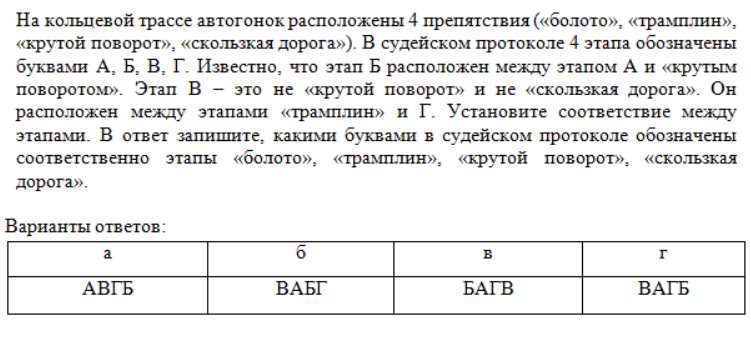 На кольцевой трассе автогонок расположены 4 препятствия («болото», «трамплин»,
«крутой поворот», «скользкая дорога»). В судейском протоколе 4 этапа обозначены
буквами А, Б, В, Г. Известно, что этап Б расположен между этапом А и «крутым
поворотом». Этап В – это не «крутой поворот» и не «скользкая дорога». Он
расположен между этапами «трамплин» и Г. Установите соответствие между
этапами. В ответ запишите, какими буквами в судейском протоколе обозначены
соответственно этапы «болото», «трамплин», «крутой поворот», «скользкая
дорога».
Варианты ответов:
а б в г
АВГБ ВАБГ БАГВ ВАГБ